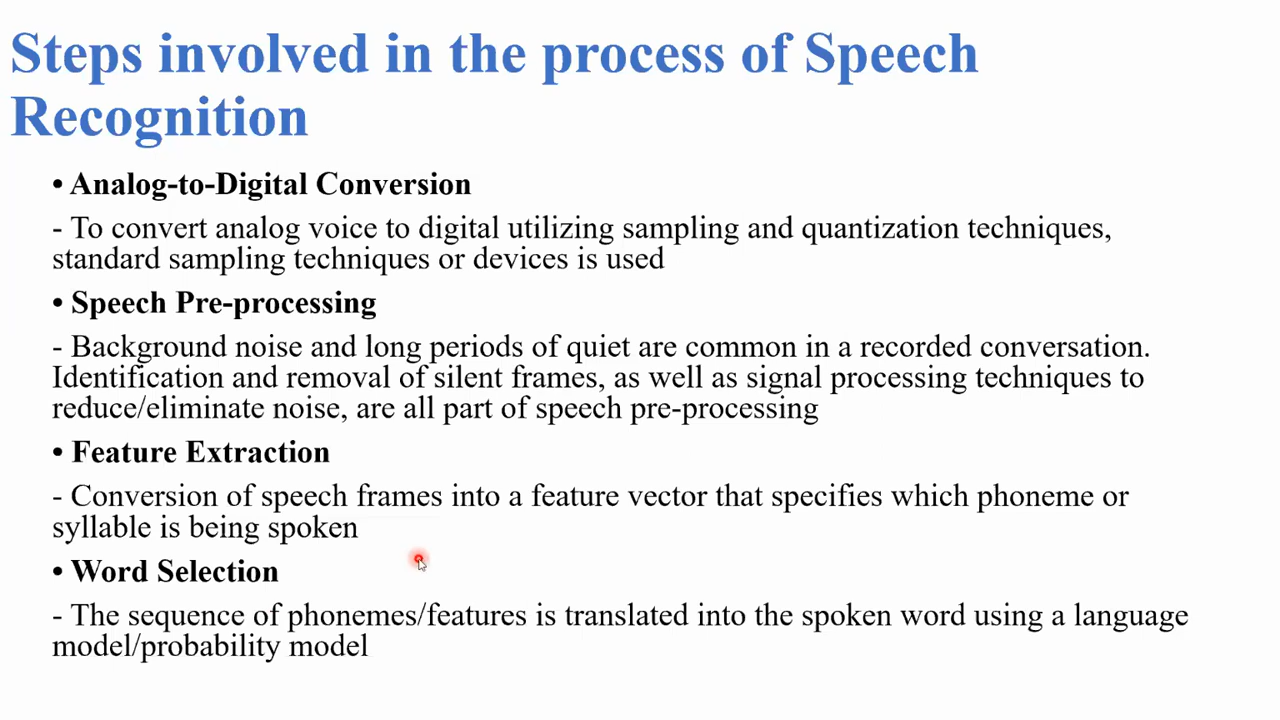 Steps involved in the process of Speech
Recognition
• Analog-to-Digital Conversion
- To convert analog voice to digital utilizing sampling and quantization techniques,
standard sampling techniques or devices is used
• Speech Pre-processing
- Background noise and long periods of quiet are common in a recorded conversation.
Identification and removal of silent frames, as well as signal processing techniques to
reduce/eliminate noise, are all part of speech pre-processing
• Feature Extraction
- Conversion of speech frames into a feature vector that specifies which phoneme or
syllable is being spoken
• Word Selection
- The sequence of phonemes/features is translated into the spoken word using a language
model/probability model